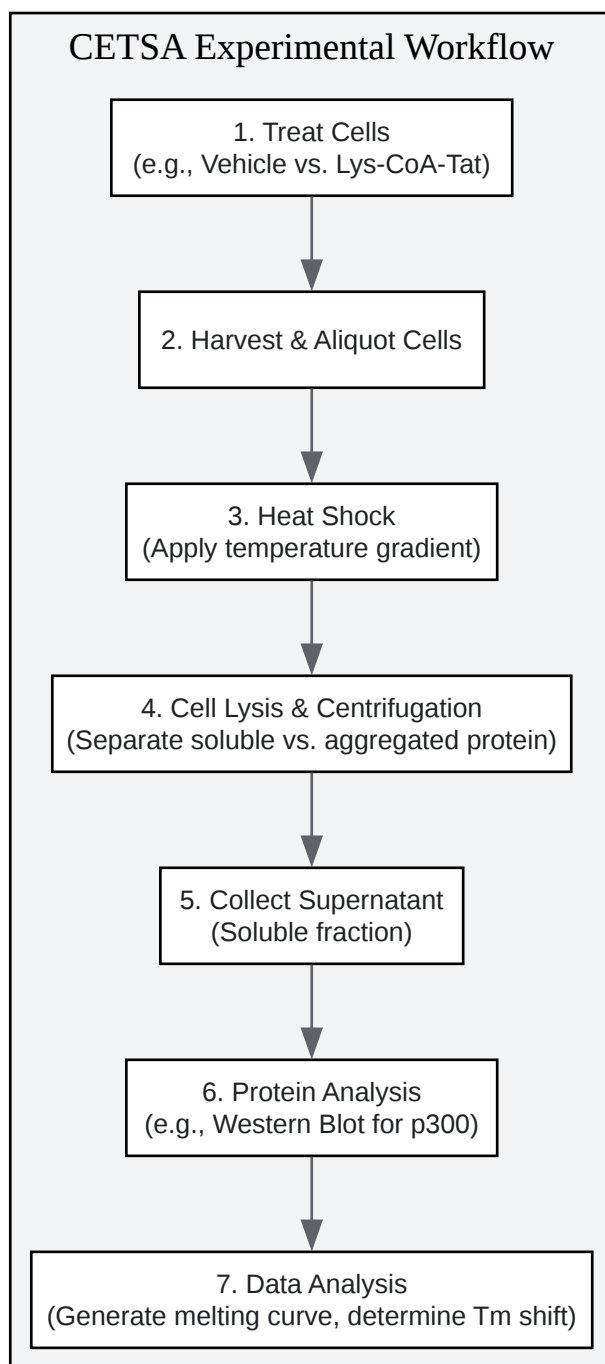 CETSA Experimental Workflow
1. Treat Cells
(e.g., Vehicle vs. Lys-CoA-Tat)
2. Harvest & Aliquot Cells
3. Heat Shock
(Apply temperature gradient)
4. Cell Lysis & Centrifugation
(Separate soluble vs. aggregated protein)
5. Collect Supernatant
(Soluble fraction)
6. Protein Analysis
(e.g., Western Blot for p300)
7. Data Analysis
(Generate melting curve, determine Tm shift)